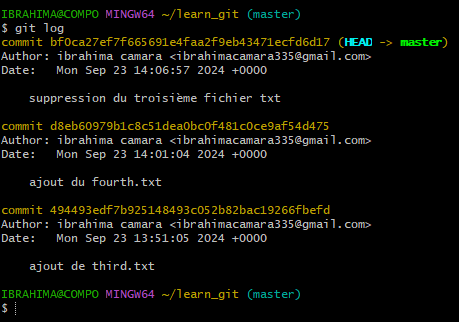 IBRAHIMA@COMPO MINGW64 ~/learn_git (master)
$ git log
commit bf0ca27ef7f665691e4faa2f9eb43471ecfd6d17 (HEAD -> master)
Author: ibrahima camara <ibrahimacamara335@gmail.com>
Date:   Mon Sep 23 14:06:57 2024 +0000

    suppression du troisième fichier txt

commit d8eb60979b1c8c51dea0bc0f481c0ce9af54d475
Author: ibrahima camara <ibrahimacamara335@gmail.com>
Date:   Mon Sep 23 14:01:04 2024 +0000

    ajout du fourth.txt

commit 494493edf7b925148493c052b82bac19266fbefd
Author: ibrahima camara <ibrahimacamara335@gmail.com>
Date:   Mon Sep 23 13:51:05 2024 +0000

    ajout de third.txt

IBRAHIMA@COMPO MINGW64 ~/learn_git (master)
$